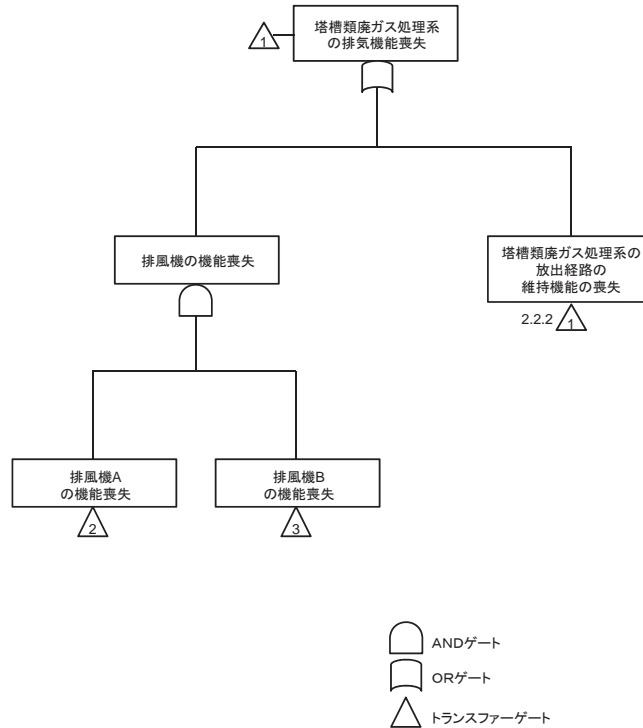 塔槽類廃ガス処理系
の排気機能喪失
1
排風機の機能喪失
塔槽類廃ガス処理系の
放出経路の
維持機能の喪失
2.2.2 1
排風機A
の機能喪失
2
排風機B
の機能喪失
3
ANDゲート
ORゲート
トランスファーゲート